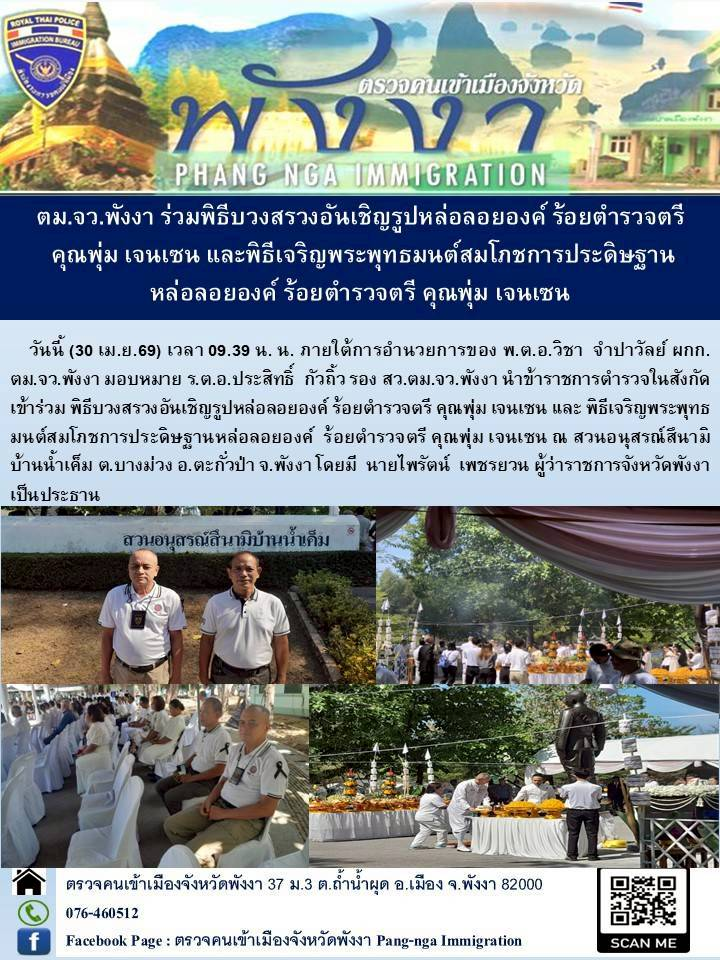 ROYAL THAI POLICE
IMMIGRATION BUREAU
ตรวจคนเข้าเมืองจังหวัด
พังงา
PHANG NGA IMMIGRATION
ตม.จว.พังงา ร่วมพิธีบวงสรวงอันเชิญรูปหล่อลอยองค์ ร้อยตำรวจตรี
คุณพุ่ม เจนเซน และพิธีเจริญพระพุทธมนต์สมโภชการประดิษฐาน
หล่อลอยองค์ ร้อยตำรวจตรี คุณพุ่ม เจนเซน
วันนี้ (30 เม.ย.69) เวลา 09.39 น. น. ภายใต้การอำนวยการของ พ.ต.อ.วิชา จำปาวัลย์ ผกก.
ตม.จว.พังงา มอบหมาย ร.ต.อ.ประสิทธิ์ กัวถิ้ว รอง สว.ตม.จว.พังงา นำข้าราชการตำรวจในสังกัด
เข้าร่วม พิธีบวงสรวงอันเชิญรูปหล่อลอยองค์ ร้อยตำรวจตรี คุณพุ่ม เจนเซน และ พิธีเจริญพระพุทธ
มนต์สมโภชการประดิษฐานหล่อลอยองค์ ร้อยตำรวจตรี คุณพุ่ม เจนเซน ณ สวนอนุสรณ์สึนามิ
บ้านน้ำเค็ม ต.บางม่วง อ.ตะกั่วป่า จ.พังงา โดยมี นายไพรัตน์ เพชรยวน ผู้ว่าราชการจังหวัดพังงา
เป็นประธาน
สวนอนุสรณ์สึนามิบ้านน้ำเค็ม
ตรวจคนเข้าเมืองจังหวัดพังงา 37 ม.3 ต.ถ้ำน้ำผุด อ.เมือง จ.พังงา 82000
076-460512
Facebook Page : ตรวจคนเข้าเมืองจังหวัดพังงา Pang-nga Immigration
SCAN ME